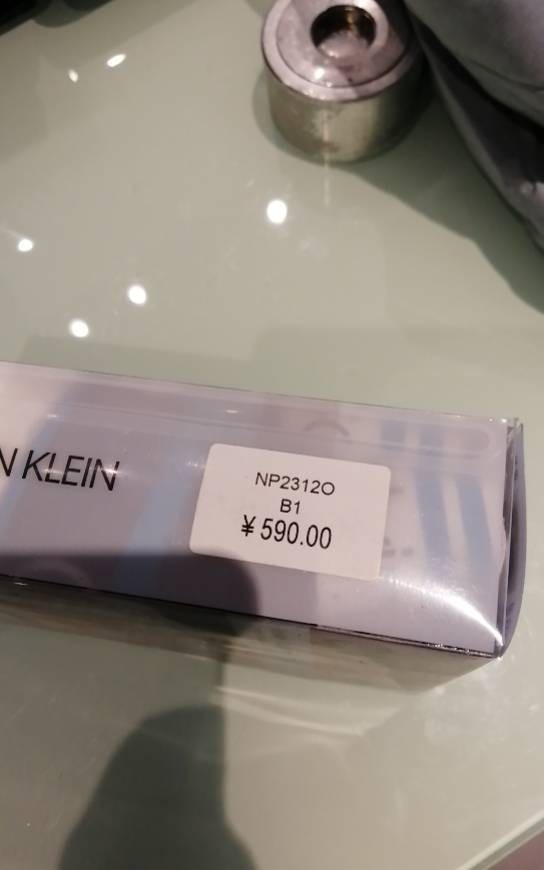 N KLEIN
NP2312O
B1
¥590.00